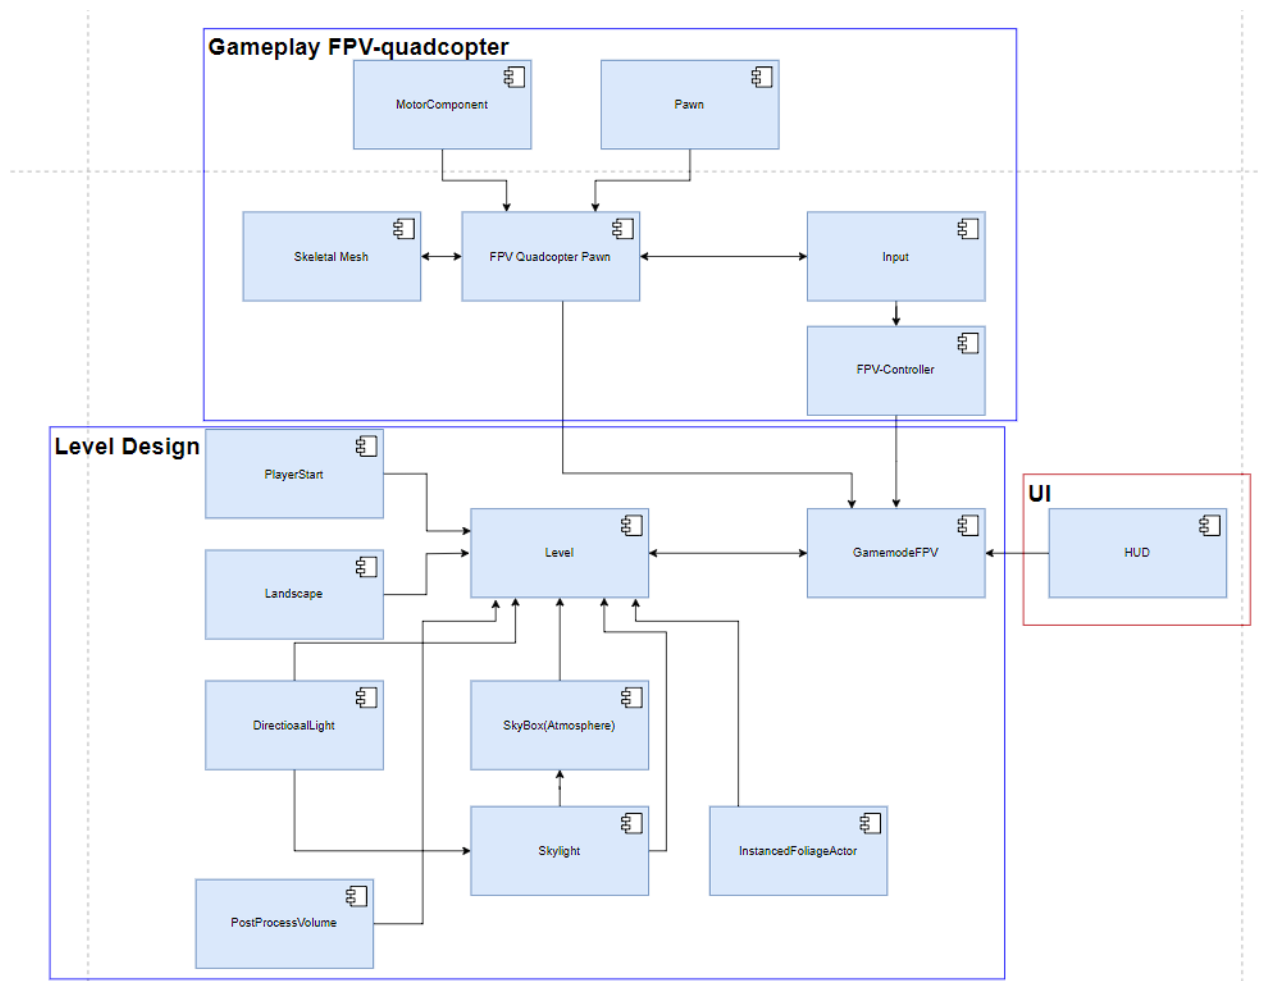 Gameplay FPV-quadcopter
MotorComponent
Pawn
Skeletal Mesh
FPV Quadcopter Pawn
Input
FPV-Controller
Level Design
PlayerStart
UI
Level
GamemodeFPV
HUD
Landscape
DirectioaalLight
SkyBox(Atmosphere)
Skylight
InstancedFoliageActor
PostProcessVolume